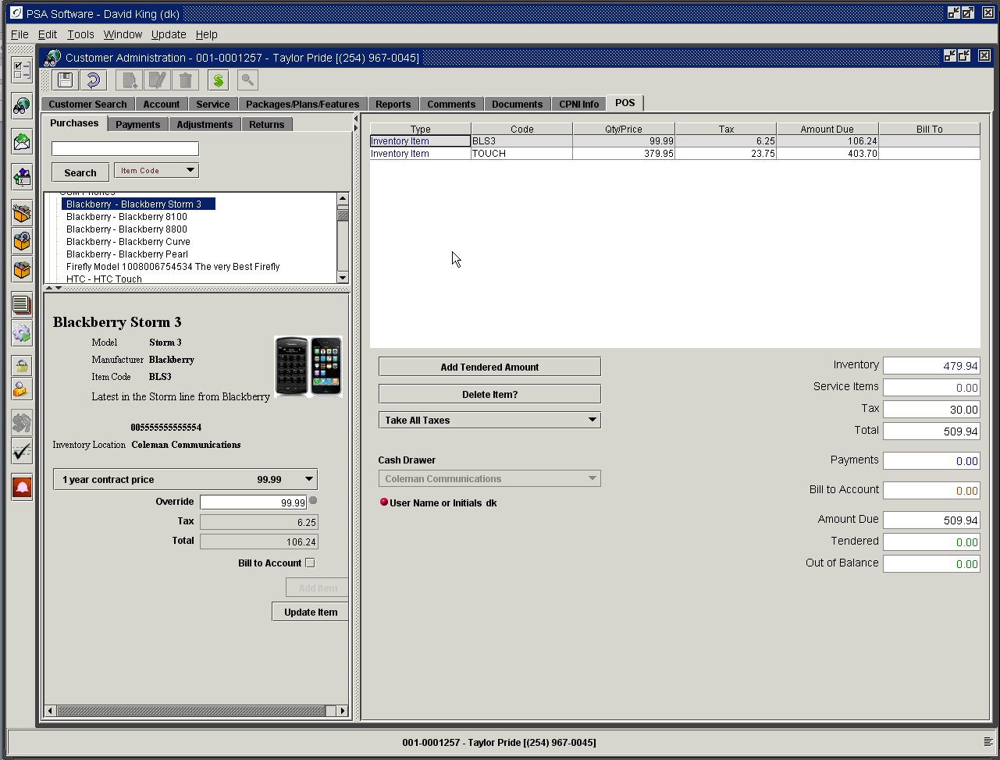 PSA Software - David King (dk)
File Edit Tools Window Update Help
Customer Administration - 001-0001257 - Taylor Pride [(254) 967-0045]
Customer Search Account Service Packages/Plans/Features Reports Comments Documents CPNI Info POS
Purchases Payments Adjustments Returns
Search Item Code
GSM Phones
Blackberry - Blackberry Storm 3
Blackberry - Blackberry 8100
Blackberry - Blackberry 8800
Blackberry - Blackberry Curve
Blackberry - Blackberry Pearl
Firefly Model 1008006754534 The very Best Firefly
HTC - HTC Touch
Blackberry Storm 3
Model Storm 3
Manufacturer Blackberry
Item Code BLS3
Latest in the Storm line from Blackberry
005555555555554
Inventory Location Coleman Communications
1 year contract price 99.99
Override 99.99
Tax 6.25
Total 106.24
Bill to Account
Add Item
Update Item
Type Code Qty/Price Tax Amount Due Bill To
Inventory Item BLS3 99.99 6.25 106.24
Inventory Item TOUCH 379.95 23.75 403.70
Add Tendered Amount
Delete Item?
Take All Taxes
Cash Drawer
Coleman Communications
User Name or Initials dk
Inventory 479.94
Service Items 0.00
Tax 30.00
Total 509.94
Payments 0.00
Bill to Account 0.00
Amount Due 509.94
Tendered 0.00
Out of Balance 0.00
001-0001257 - Taylor Pride [(254) 967-0045]